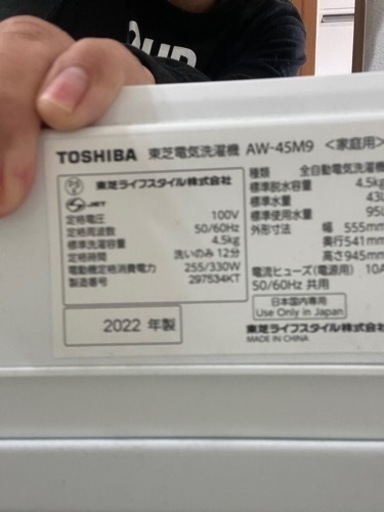 TOSHIBA 東芝電気洗濯機 AW-45M9 <家庭用>
東芝ライフスタイル株式会社
JET
定格電圧 100V
定格周波数 50/60Hz
標準洗濯容量 4.5kg
定格時間 洗いのみ 12分
電動機定格消費電力 255/330W
製造番号 297534KT
2022 年製
種類 全自動電気洗濯
標準脱水容量 4.5k
標準水量 43
標準使用水量 95
外形寸法 幅 555mm
奥行541mm
高さ945mm
電流ヒューズ(電源用) 10A
50/60Hz 共用
日本国内専用
Use Only in Japan
東芝ライフスタイル株式会社
MADE IN CHINA